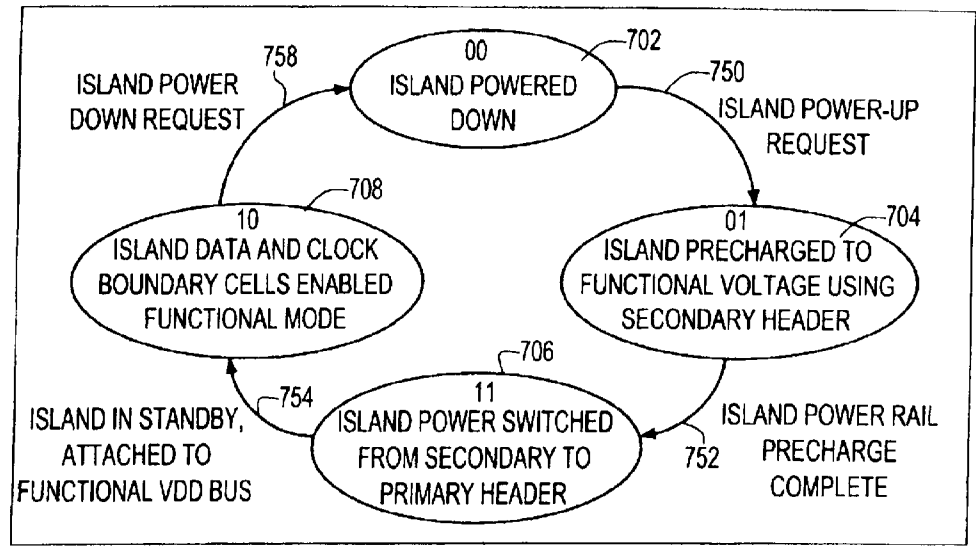 00
ISLAND POWERED
DOWN
702
758
750
ISLAND POWER
DOWN REQUEST
ISLAND POWER-UP
REQUEST
708
10
ISLAND DATA AND CLOCK
BOUNDARY CELLS ENABLED
FUNCTIONAL MODE
01
704
ISLAND PRECHARGED TO
FUNCTIONAL VOLTAGE USING
SECONDARY HEADER
706
11
ISLAND POWER SWITCHED
FROM SECONDARY TO
PRIMARY HEADER
754
ISLAND IN STANDBY,
ATTACHED TO
FUNCTIONAL VDD BUS
752
ISLAND POWER RAIL
PRECHARGE
COMPLETE